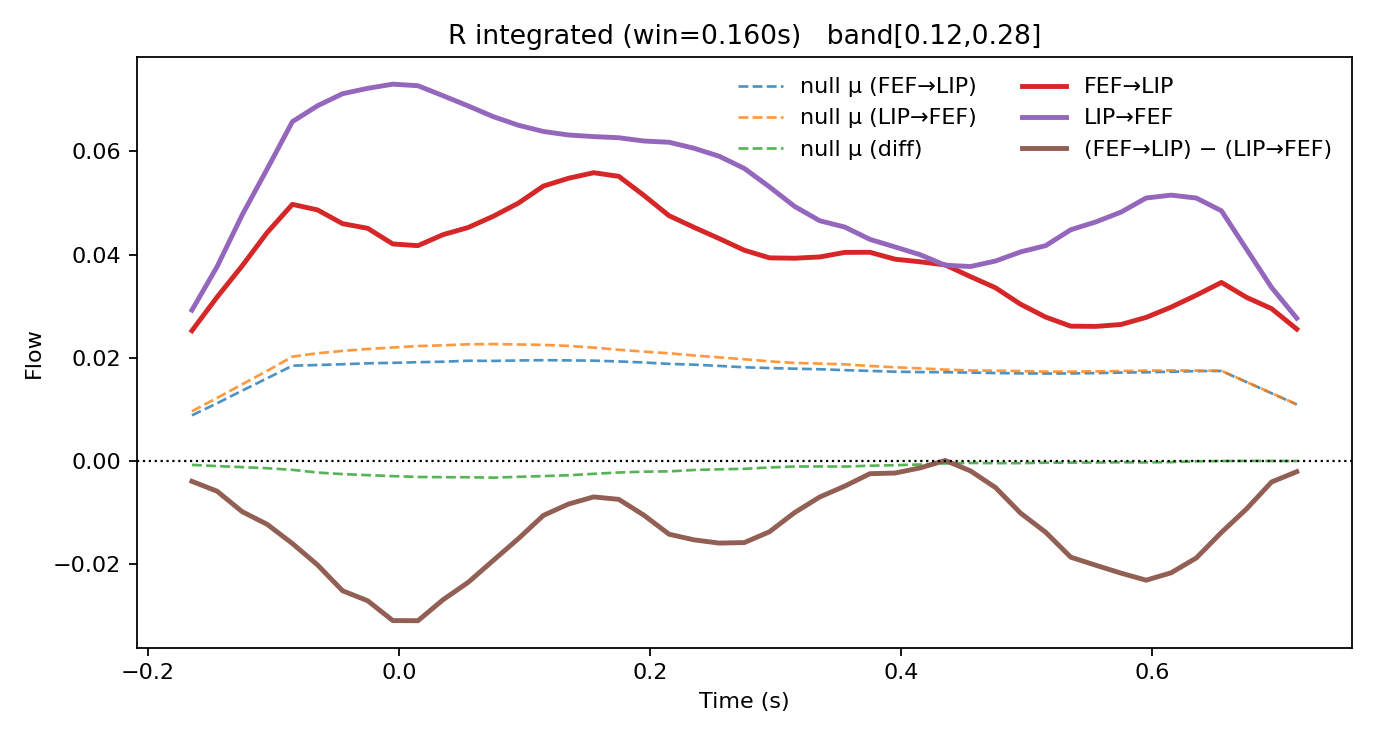 R integrated (win=0.160s)   band[0.12,0.28]
null μ (FEF→LIP)
null μ (LIP→FEF)
null μ (diff)
FEF→LIP
LIP→FEF
(FEF→LIP) − (LIP→FEF)
Flow
0.06
0.04
0.02
0.00
−0.02
−0.2
0.0
0.2
0.4
0.6
Time (s)